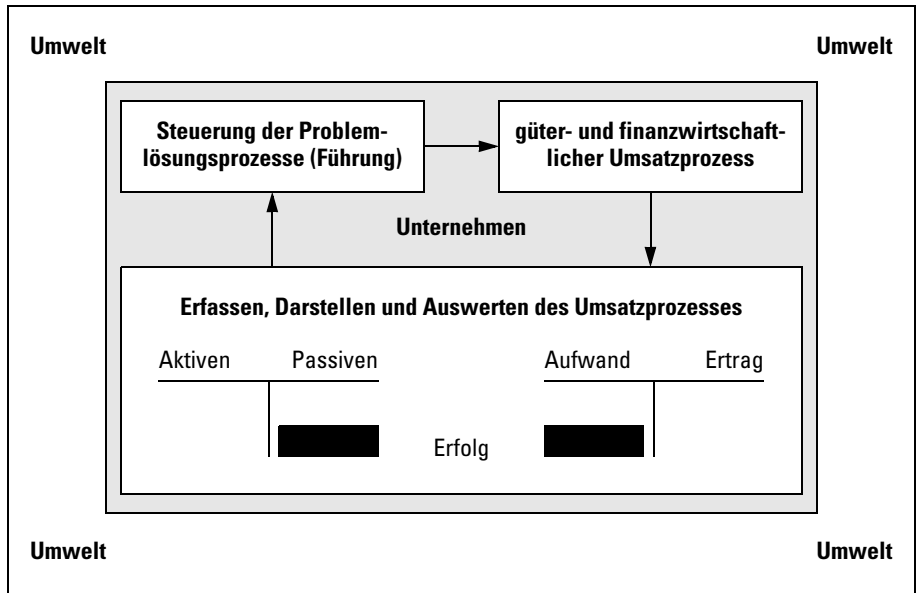 Umwelt
Umwelt
Steuerung der Problem-
lösungsprozesse (Führung)
güter- und finanzwirtschaft-
licher Umsatzprozess
Unternehmen
Erfassen, Darstellen und Auswerten des Umsatzprozesses
Aktiven
Passiven
Aufwand
Ertrag
Erfolg
Umwelt
Umwelt